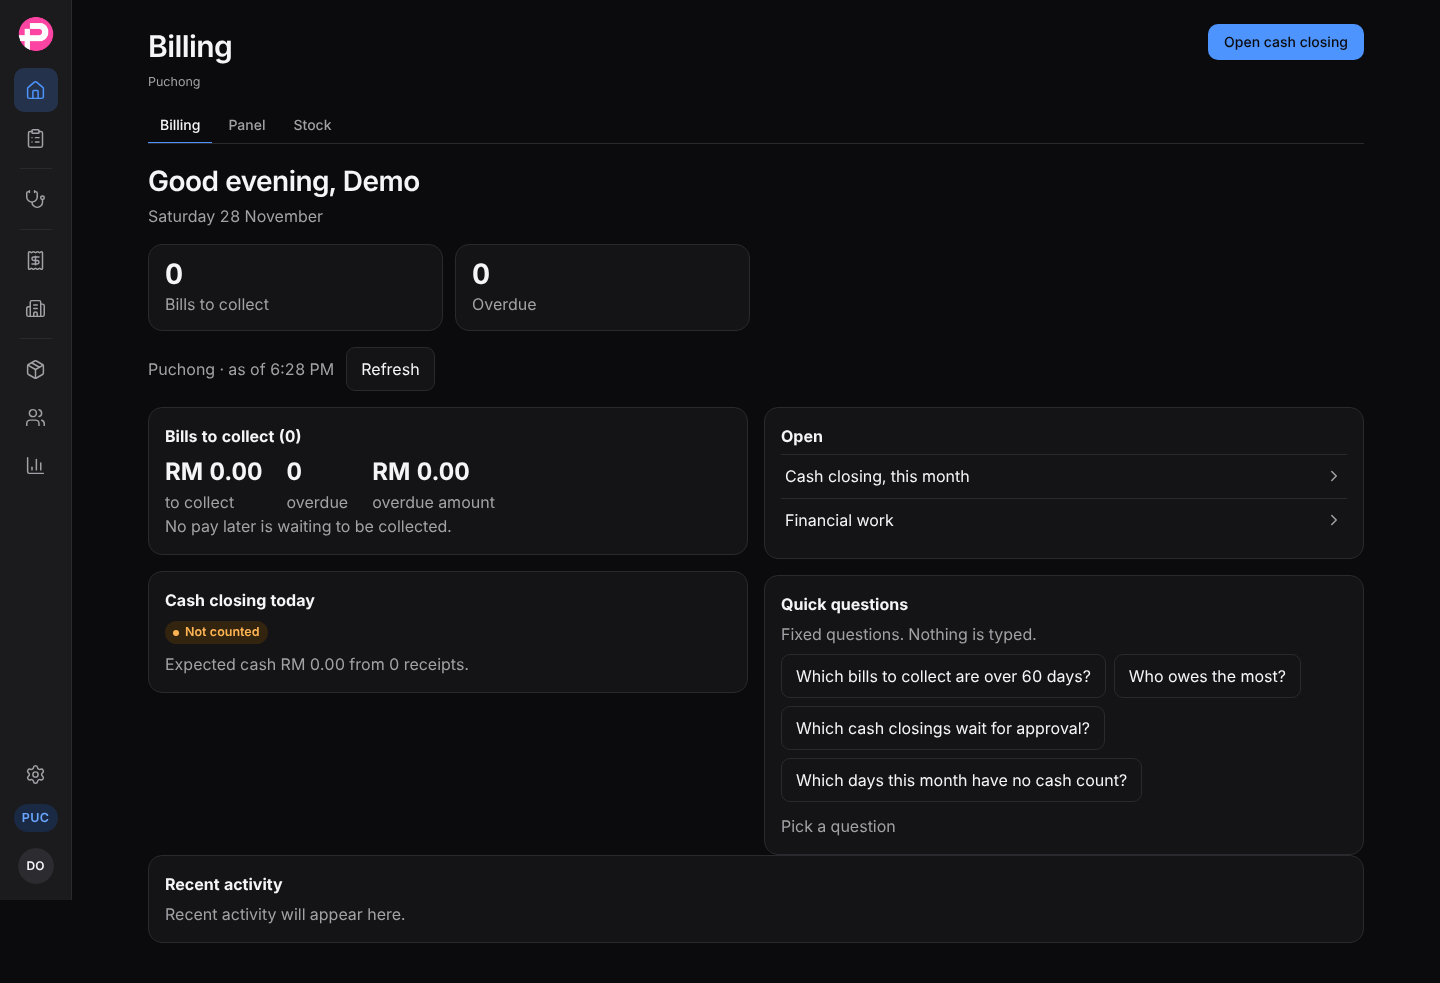 Billing
Open cash closing
Puchong
Billing
Panel
Stock
Good evening, Demo
Saturday 28 November
0
Bills to collect
0
Overdue
Puchong · as of 6:28 PM
Refresh
Bills to collect (0)
RM 0.00
to collect
0
overdue
RM 0.00
overdue amount
No pay later is waiting to be collected.
Cash closing today
Not counted
Expected cash RM 0.00 from 0 receipts.
Open
Cash closing, this month
Financial work
Quick questions
Fixed questions. Nothing is typed.
Which bills to collect are over 60 days?
Who owes the most?
Which cash closings wait for approval?
Which days this month have no cash count?
Pick a question
Recent activity
Recent activity will appear here.
PUC
DO